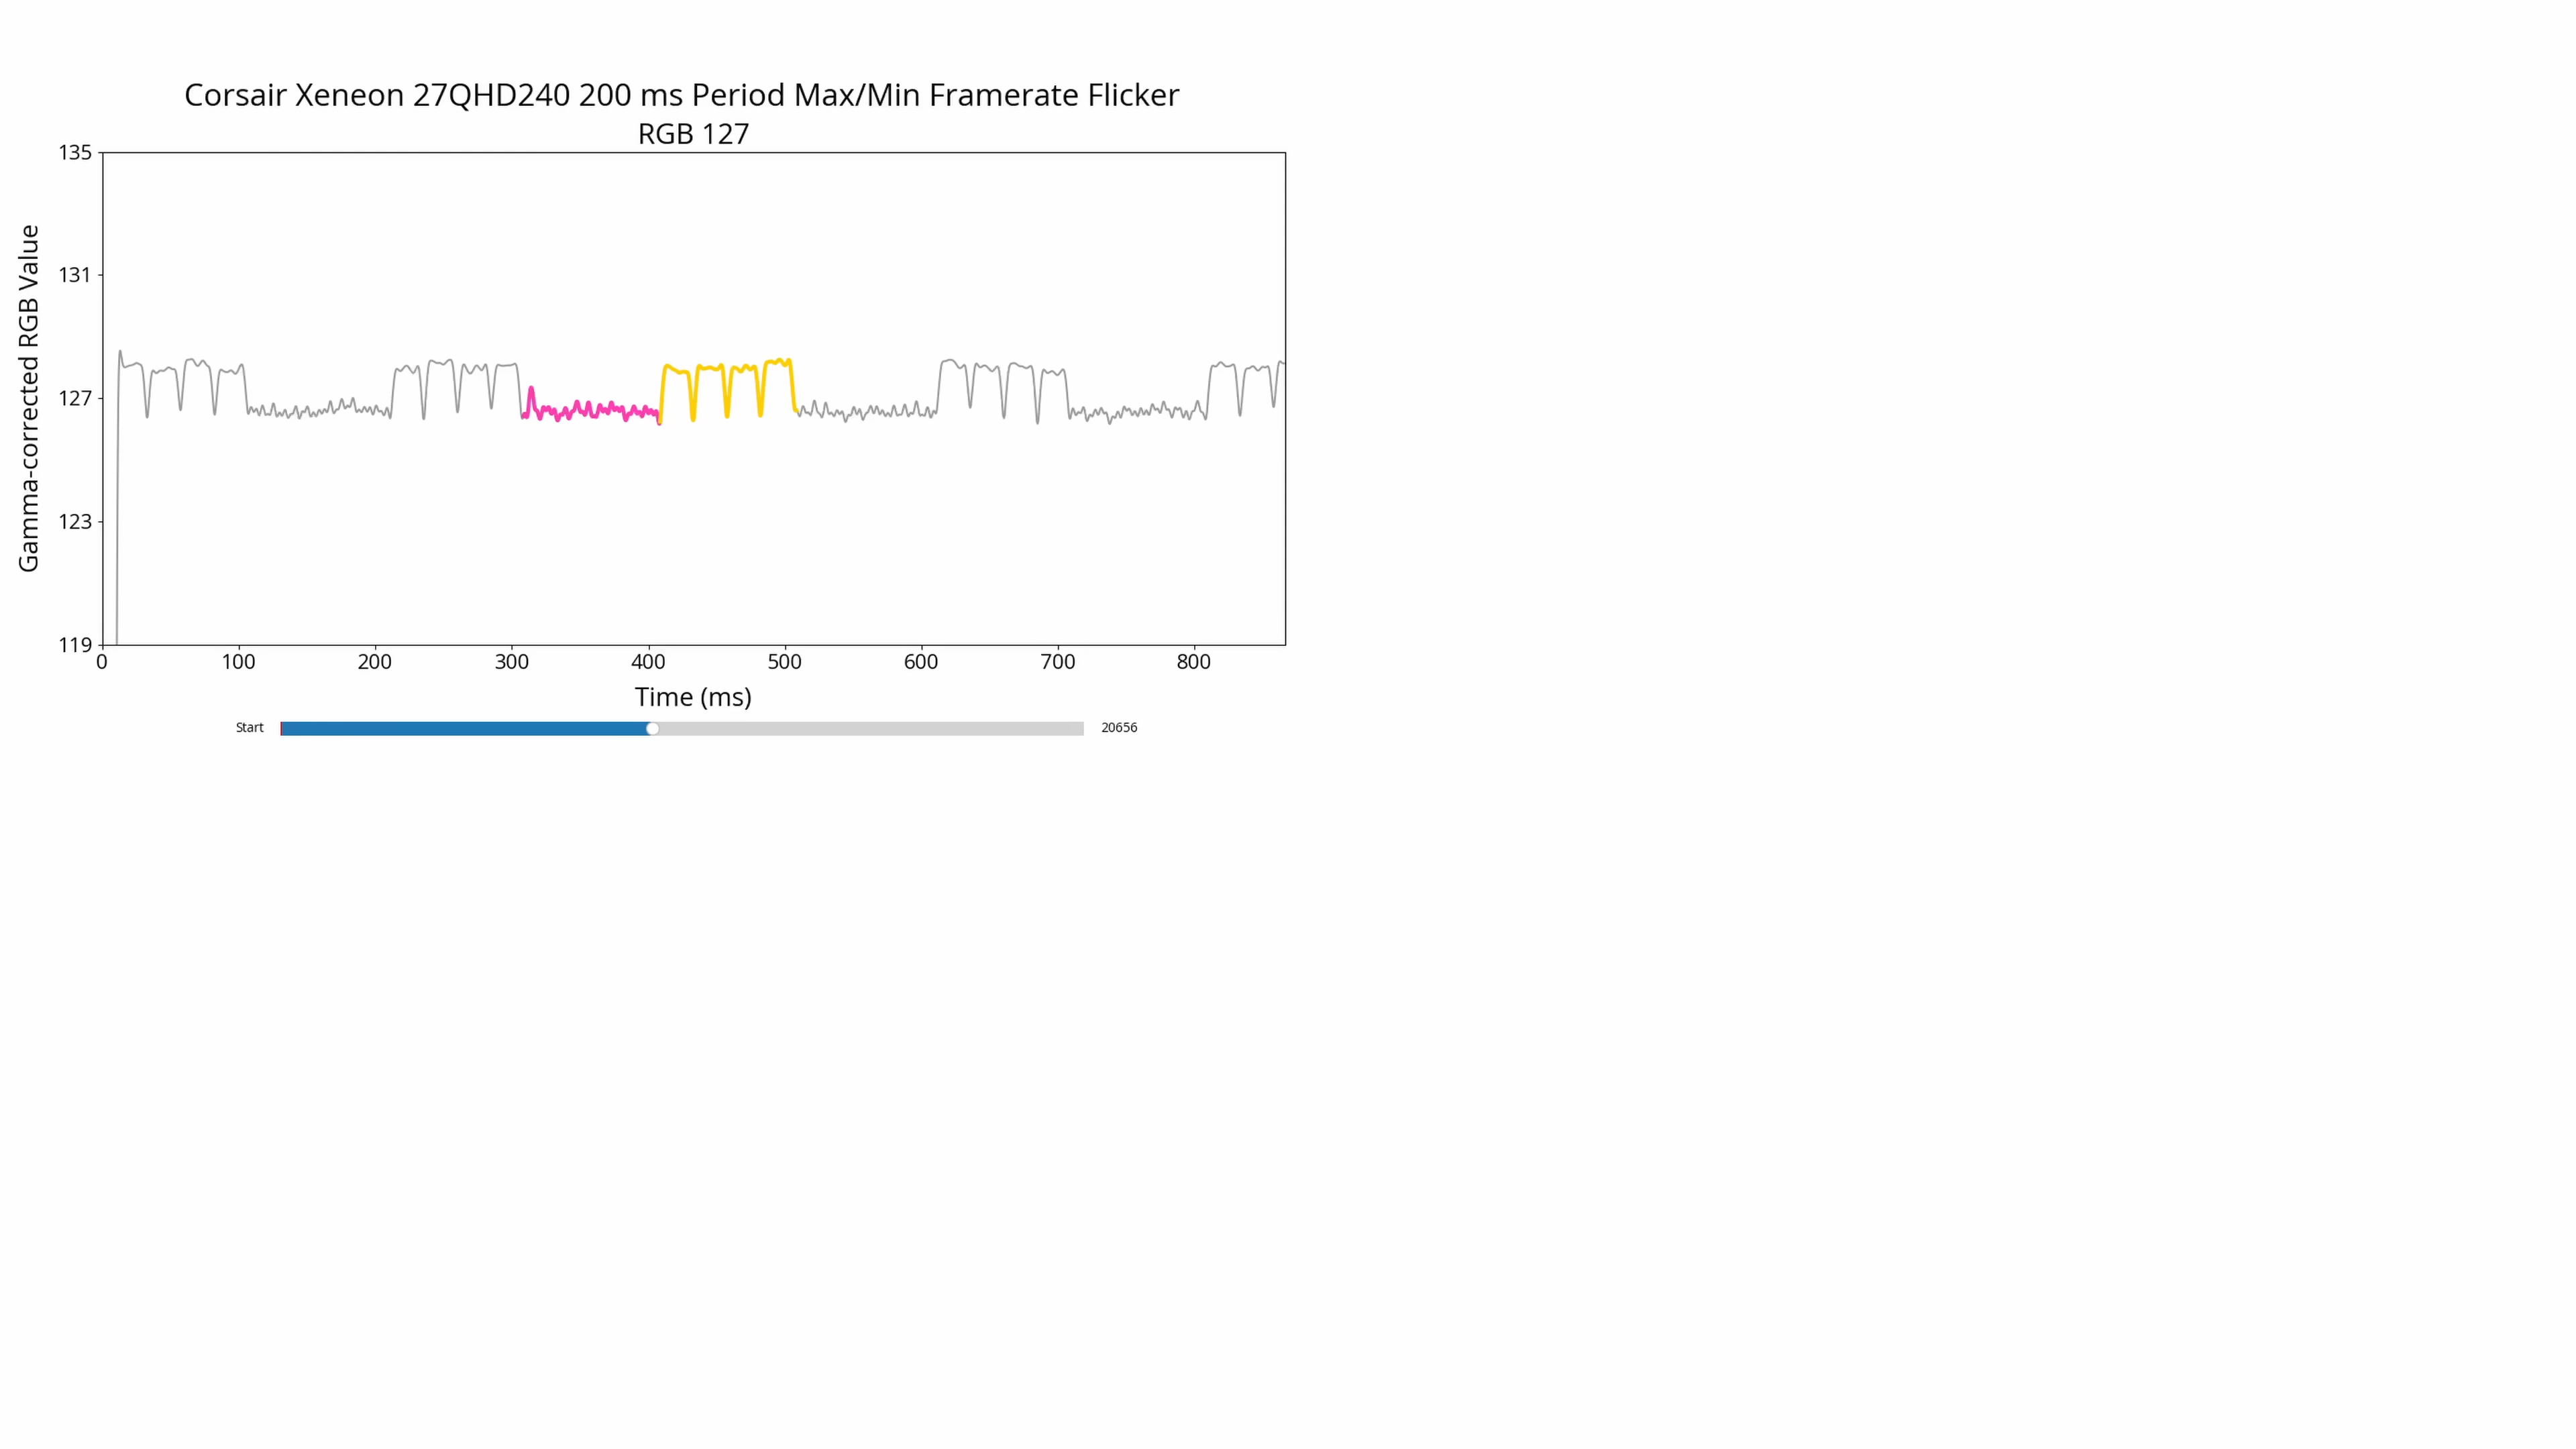 Corsair Xeneon 27QHD240 200 ms Period Max/Min Framerate Flicker
RGB 127
Gamma-corrected RGB Value
135
131
127
123
119
0 100 200 300 400 500 600 700 800
Time (ms)
Start 20656